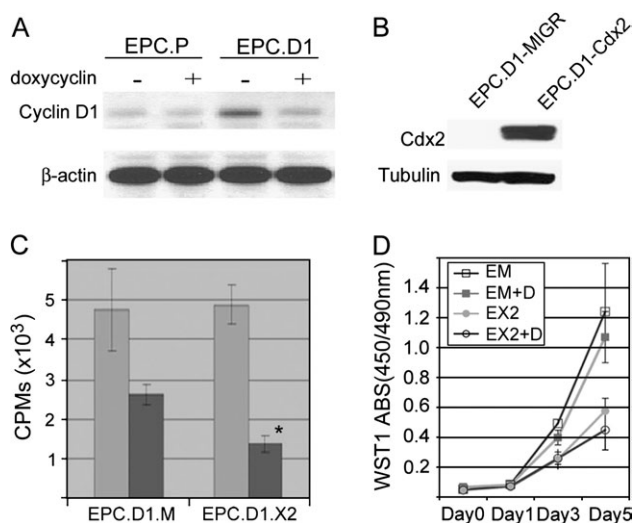 A
EPC.P EPC.D1
doxycyclin - + - +
Cyclin D1
β-actin
B
EPC.D1-MIGR
EPC.D1-Cdx2
Cdx2
Tubulin
C
CPMs (x10³)
5
4
3
2
1
*
EPC.D1.M EPC.D1.X2
D
WST1 ABS(450/490nm)
1.4
1.2
1.0
0.8
0.6
0.4
0.2
EM
EM+D
EX2
EX2+D
Day0 Day1 Day3 Day5